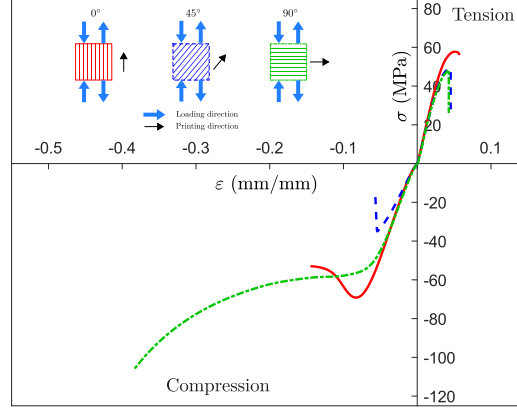 0° 45° 90°
Loading direction
Printing direction
Tension
σ (MPa)
80
60
40
20
-0.5 -0.4 -0.3 -0.2 -0.1 0 0.1
ε (mm/mm)
-20
-40
-60
-80
-100
-120
Compression